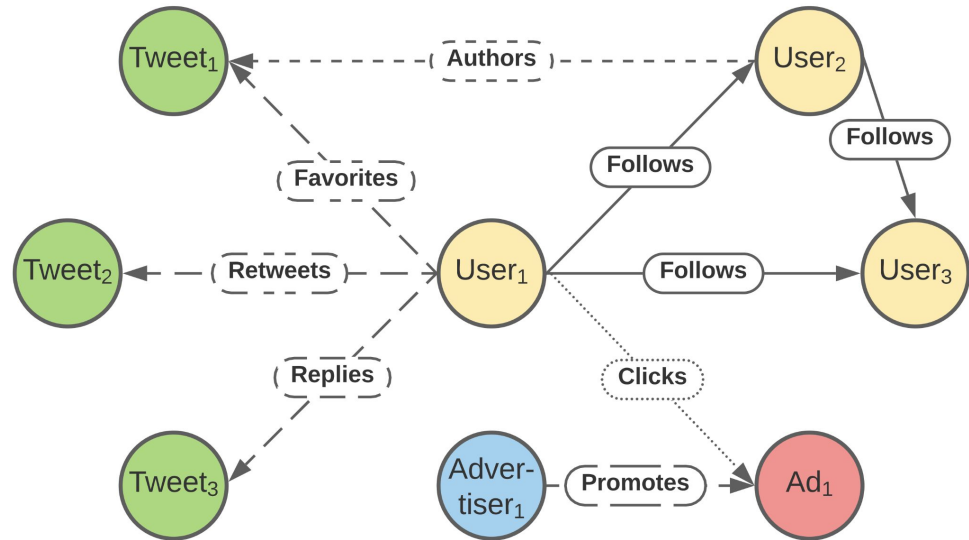 Tweet₁
Authors
User₂
Follows
Follows
Favorites
Tweet₂
Retweets
User₁
Follows
User₃
Replies
Clicks
Tweet₃
Adver-
tiser₁
Promotes
Ad₁